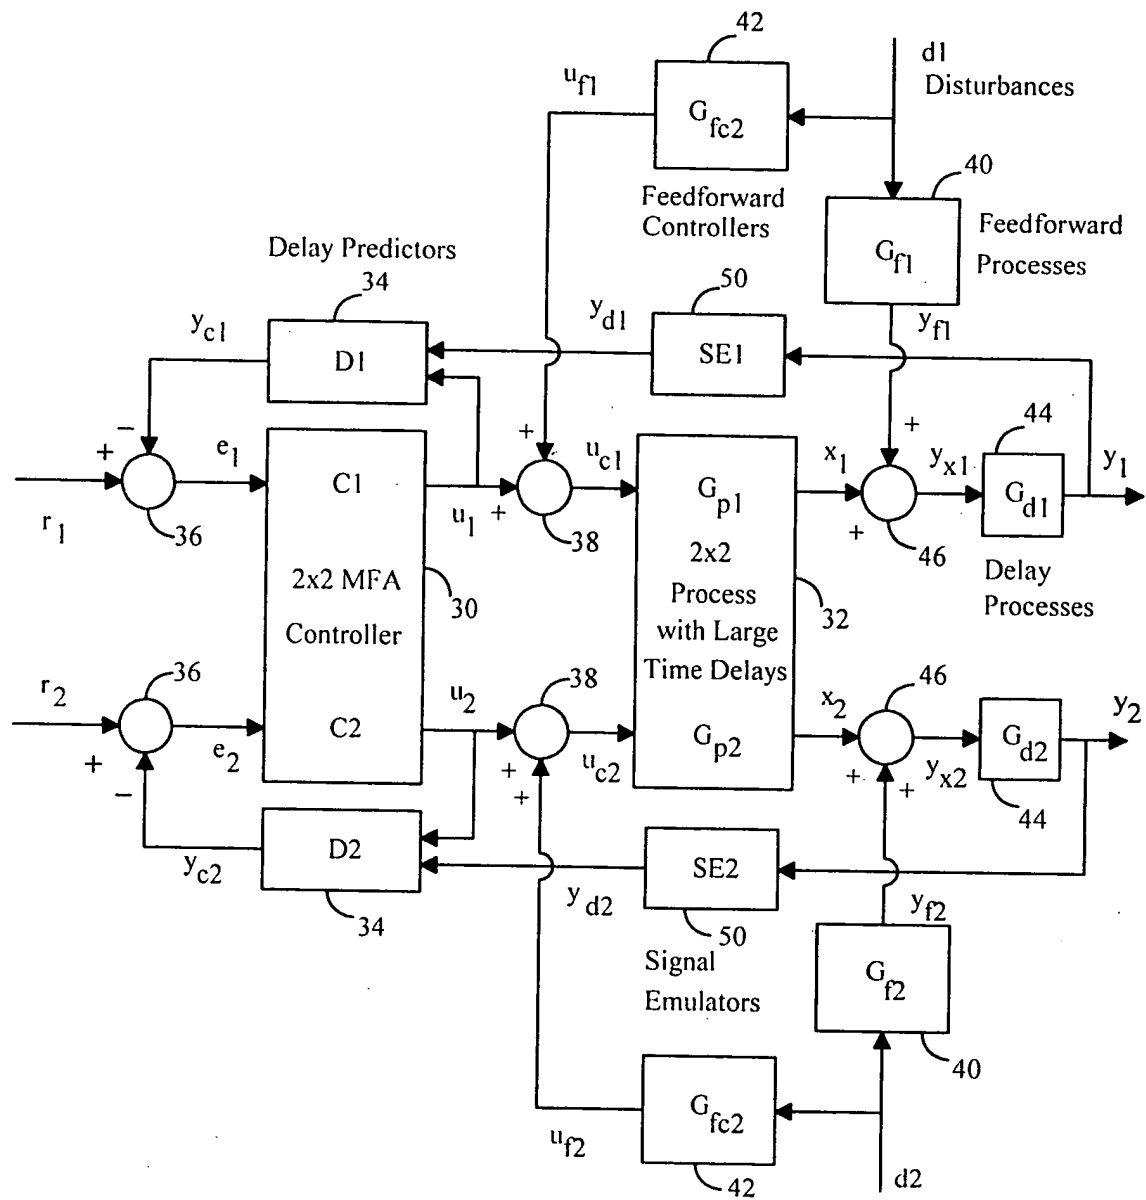 42
d1
Disturbances
u_f1
G_fc2
40
Feedforward
Controllers
G_f1
Feedforward
Processes
Delay Predictors
34
50
y_c1
y_d1
y_f1
D1
SE1
44
−
+
+
+
r_1
e_1
36
C1
u_1
+
38
u_c1
G_p1
x_1
+
46
y_x1
G_d1
y_1
2x2 MFA
Controller
30
2x2
Process
with Large
Time Delays
32
Delay
Processes
r_2
36
+
−
e_2
C2
u_2
38
+
+
u_c2
G_p2
x_2
46
+
+
y_x2
G_d2
y_2
44
D2
y_c2
34
y_d2
SE2
50
y_f2
Signal
Emulators
G_f2
40
u_f2
G_fc2
42
d2